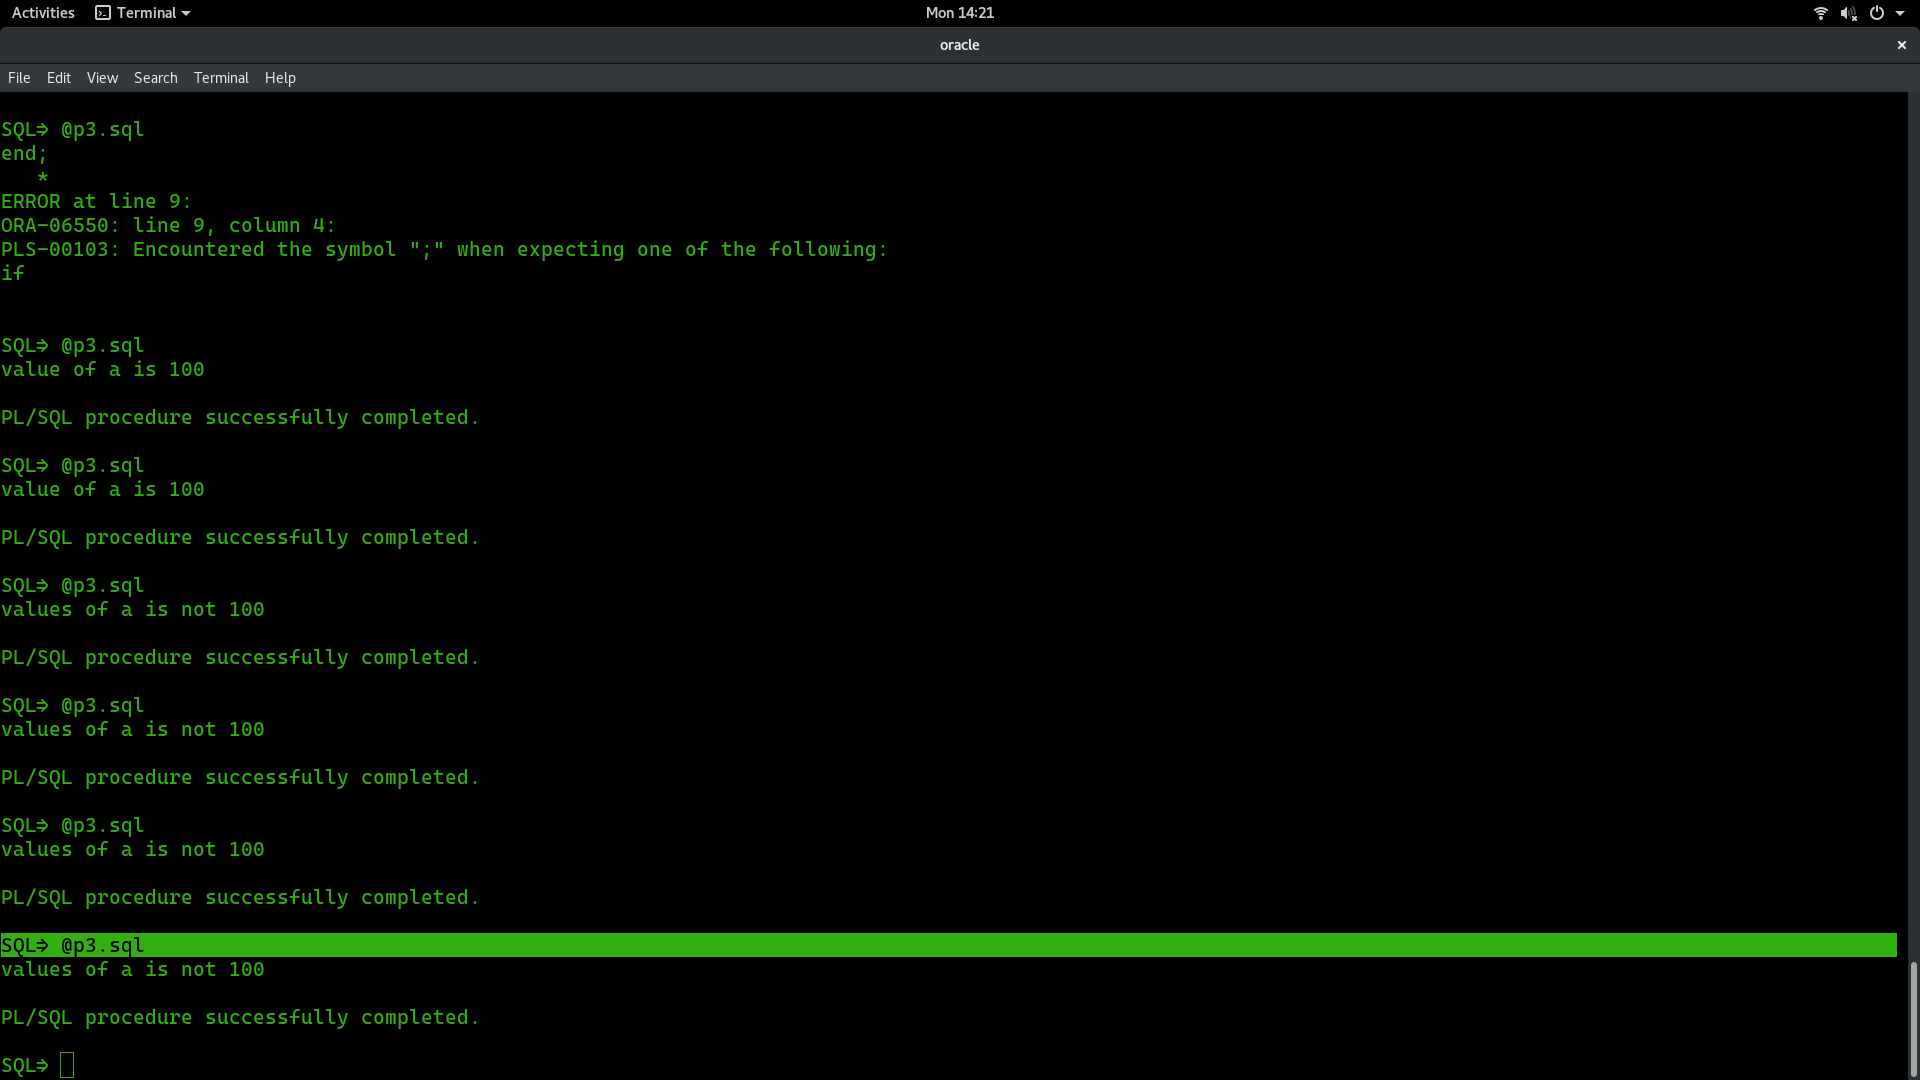 Activities Terminal Mon 14:21
oracle
File Edit View Search Terminal Help
SQL=> @p3.sql
end;
*
ERROR at line 9:
ORA-06550: line 9, column 4:
PLS-00103: Encountered the symbol ";" when expecting one of the following:
if
SQL=> @p3.sql
value of a is 100
PL/SQL procedure successfully completed.
SQL=> @p3.sql
value of a is 100
PL/SQL procedure successfully completed.
SQL=> @p3.sql
values of a is not 100
PL/SQL procedure successfully completed.
SQL=> @p3.sql
values of a is not 100
PL/SQL procedure successfully completed.
SQL=> @p3.sql
values of a is not 100
PL/SQL procedure successfully completed.
SQL=> @p3.sql
values of a is not 100
PL/SQL procedure successfully completed.
SQL=>